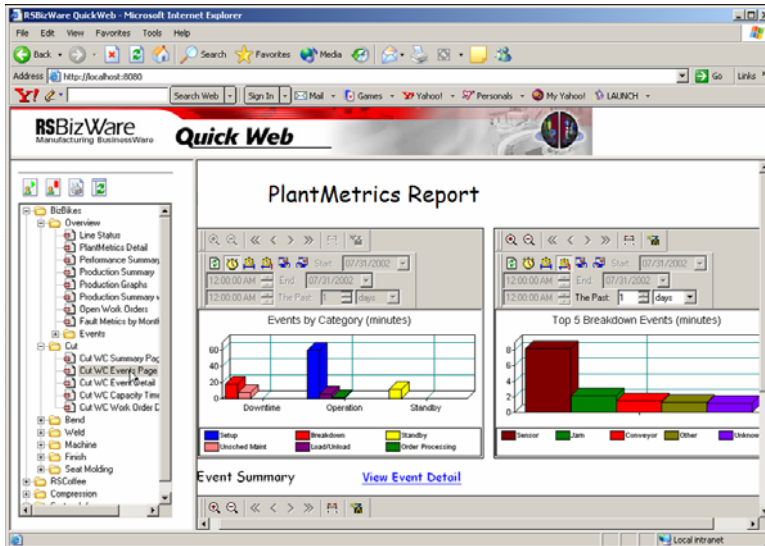 RSBizWare QuickWeb - Microsoft Internet Explorer
File Edit View Favorites Tools Help
Back Search Favorites Media
Address http://localhost:8080 Go Links
Y! Search Web Sign In Mail Games Yahoo! Personals My Yahoo! LAUNCH
RSBizWare
Manufacturing BusinessWare
Quick Web
BizBikes
Overview
Line Status
PlantMetrics Detail
Performance Summary
Production Summary
Production Graphs
Production Summary
Open Work Orders
Fault Metrics by Month
Events
Cut
Cut WC Summary Pag
Cut WC Events Page
Cut WC Event Detail
Cut WC Capacity Time
Cut WC Work Order D
Bend
Weld
Machine
Finish
Seat Molding
RSCoffee
Compression
PlantMetrics Report
Start 07/31/2002
12:00:00 AM End 07/31/2002
12:00:00 AM The Past 1 days
Events by Category (minutes)
60
40
20
0
Downtime Operation Standby
Setup Breakdown Standby
Unsched Maint Load/Unload Order Processing
Start 07/31/2002
12:00:00 AM End 07/31/2002
12:00:00 AM The Past 1 days
Top 5 Breakdown Events (minutes)
8
6
4
2
0
Sensor Jam Conveyor Other Unknow
Event Summary View Event Detail
Local intranet